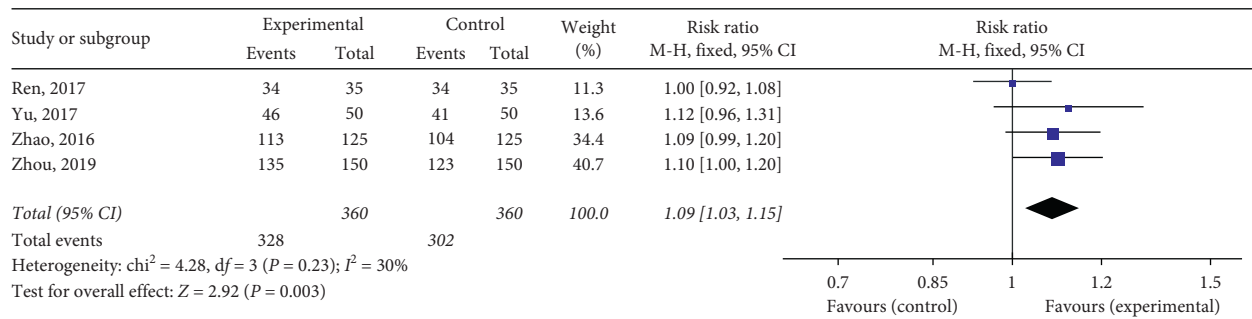 Study or subgroup Experimental Control Weight (%) Risk ratio M-H, fixed, 95% CI Risk ratio M-H, fixed, 95% CI
Events Total Events Total
Ren, 2017 34 35 34 35 11.3 1.00 [0.92, 1.08]
Yu, 2017 46 50 41 50 13.6 1.12 [0.96, 1.31]
Zhao, 2016 113 125 104 125 34.4 1.09 [0.99, 1.20]
Zhou, 2019 135 150 123 150 40.7 1.10 [1.00, 1.20]
Total (95% CI) 360 360 100.0 1.09 [1.03, 1.15]
Total events 328 302
Heterogeneity: chi² = 4.28, df = 3 (P = 0.23); I² = 30%
Test for overall effect: Z = 2.92 (P = 0.003)
0.7 0.85 1 1.2 1.5
Favours (control) Favours (experimental)